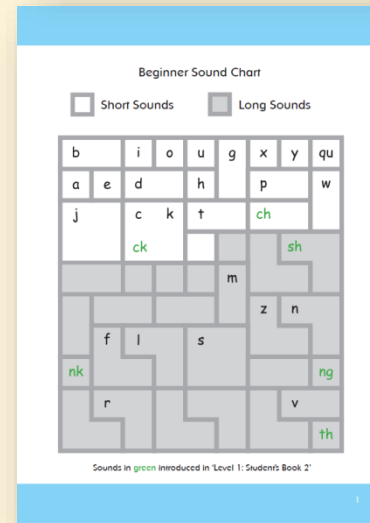 Beginner Sound Chart
Short Sounds Long Sounds
b i o u g x y qu
a e d h p w
j c k t ch
ck sh
m
z n
f l s
nk ng
r v
th
Sounds in green introduced in 'Level 1: Student's Book 2'
1